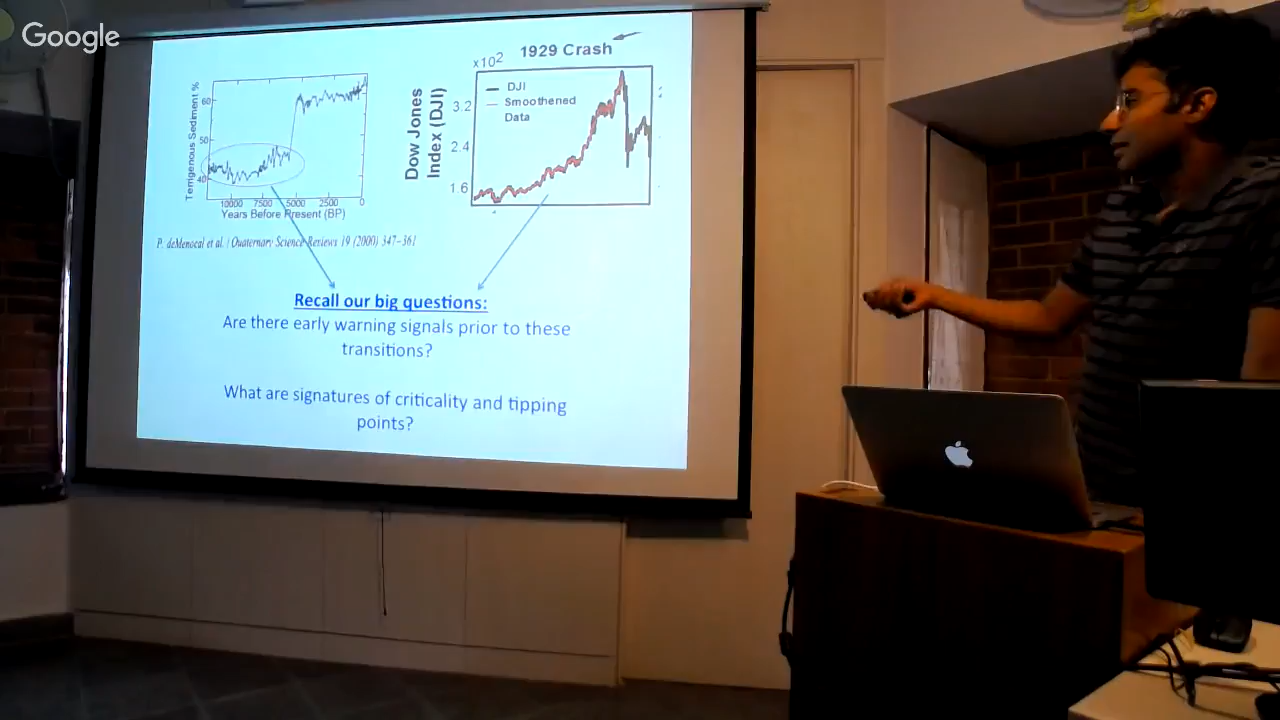 Google
Terrigenous Sediment %
60
50
40
10000 7500 5000 2500 0
Years Before Present (BP)
P. deMenocal et al. / Quaternary Science Reviews 19 (2000) 347–361
1929 Crash
x10²
Dow Jones
Index (DJI)
3.2
2.4
1.6
DJI
Smoothened
Data
Recall our big questions:
Are there early warning signals prior to these
transitions?
What are signatures of criticality and tipping
points?